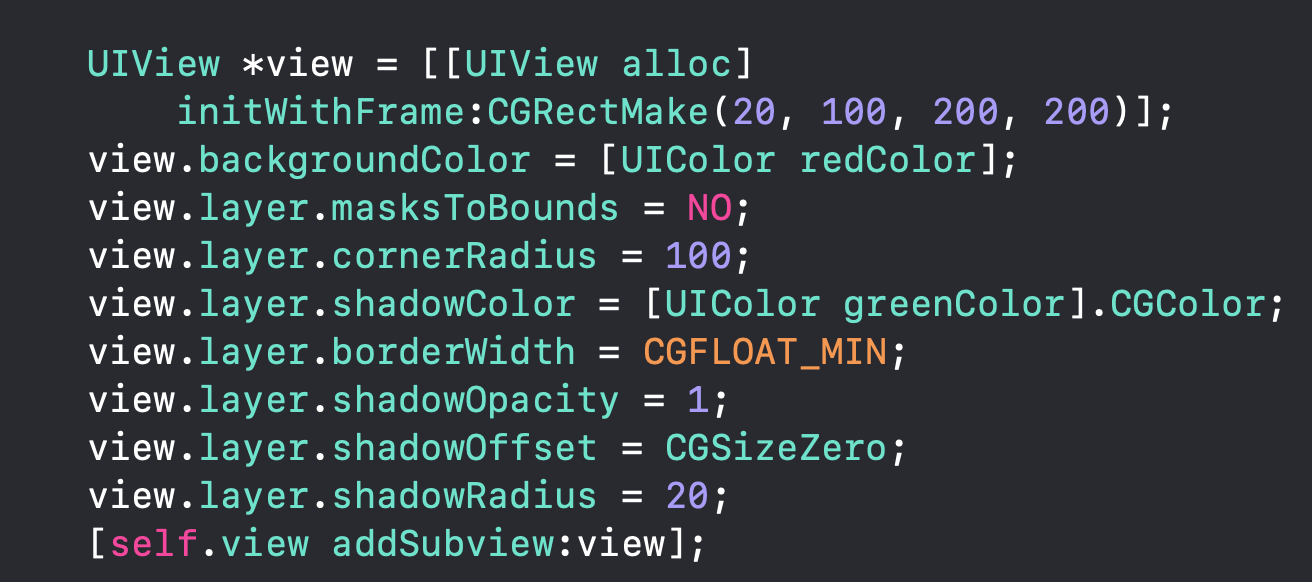 UIView *view = [[UIView alloc]
initWithFrame:CGRectMake(20, 100, 200, 200)];
view.backgroundColor = [UIColor redColor];
view.layer.masksToBounds = NO;
view.layer.cornerRadius = 100;
view.layer.shadowColor = [UIColor greenColor].CGColor;
view.layer.borderWidth = CGFLOAT_MIN;
view.layer.shadowOpacity = 1;
view.layer.shadowOffset = CGSizeZero;
view.layer.shadowRadius = 20;
[self.view addSubview:view];